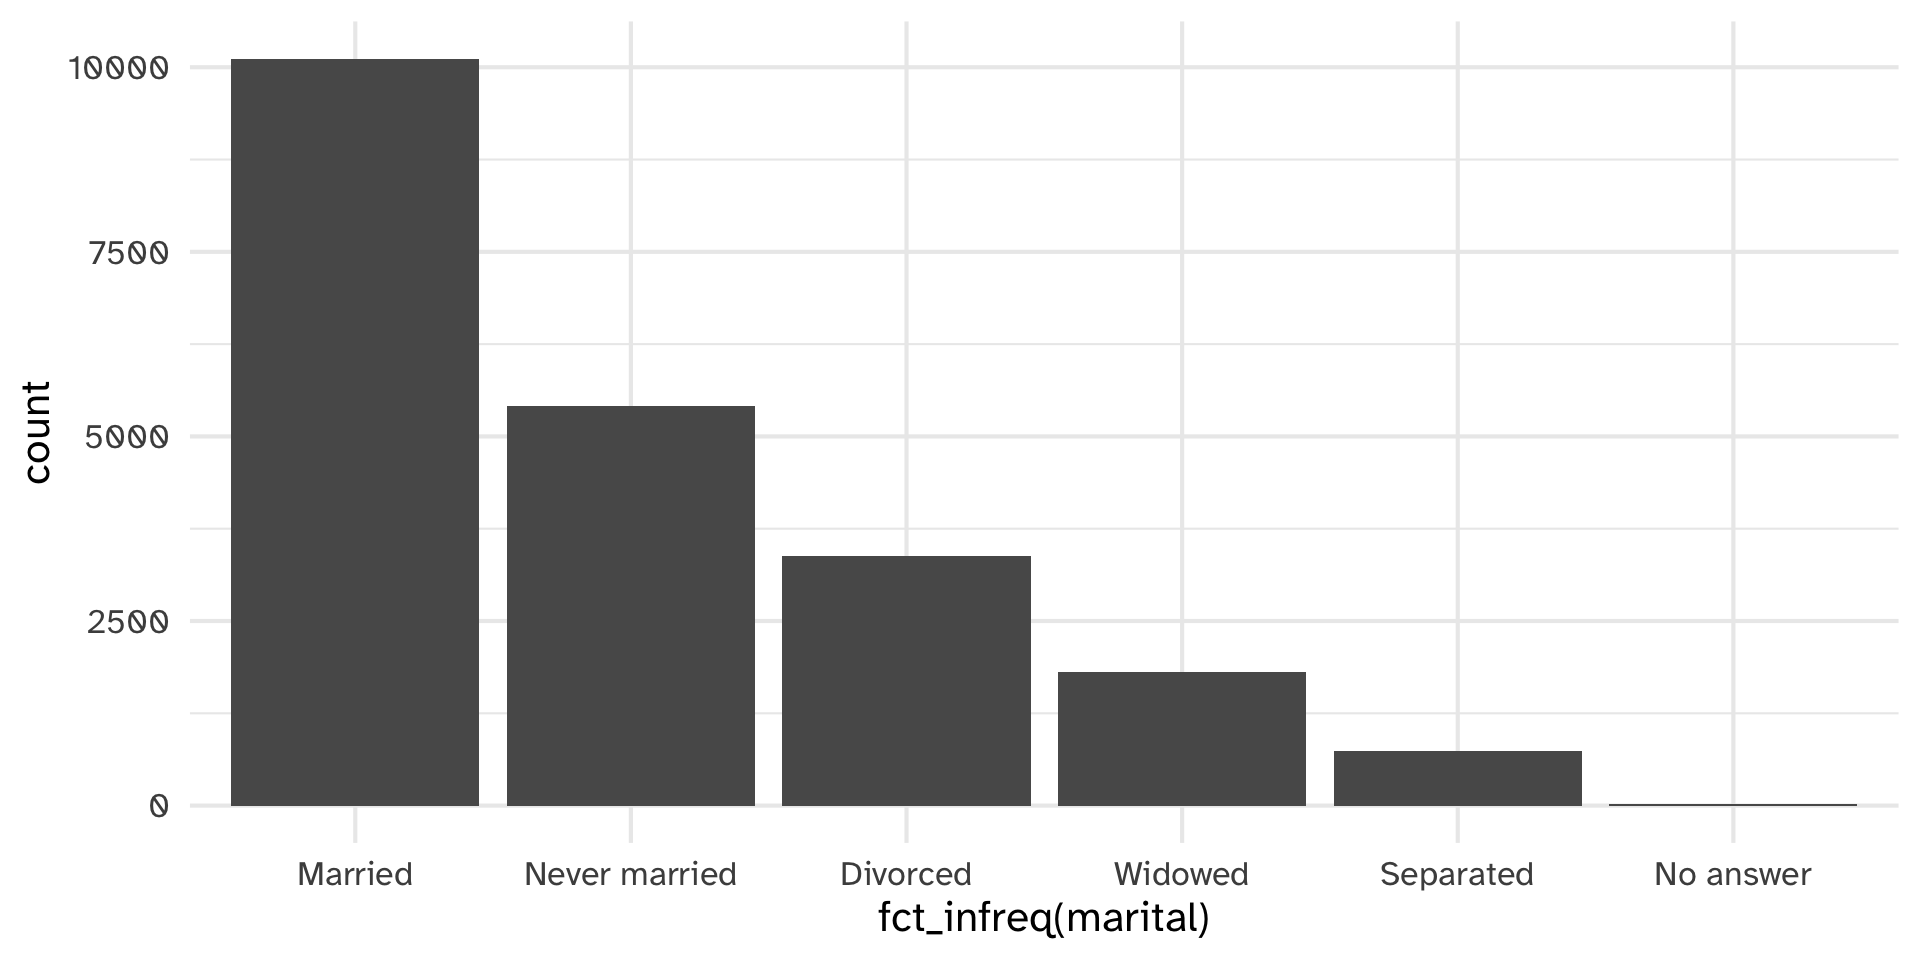 10000
7500
5000
2500
0
count
Married Never married Divorced Widowed Separated No answer
fct_infreq(marital)